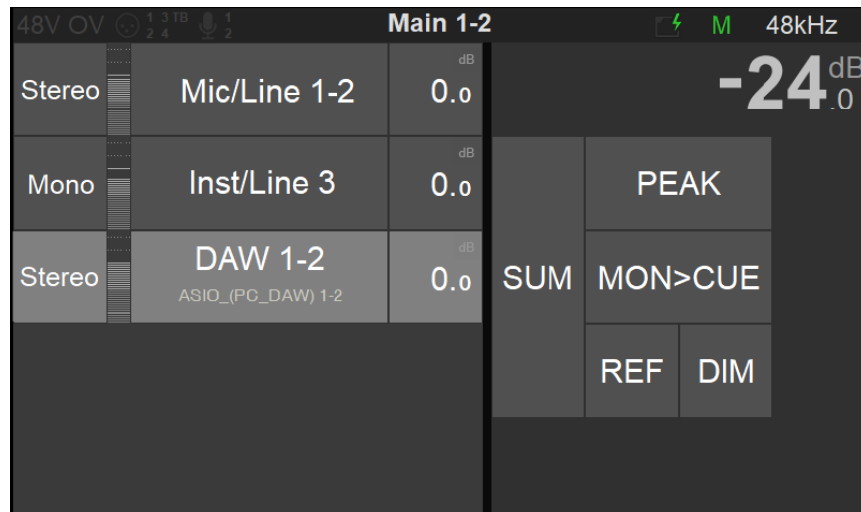 48V OV 1 3 TB 1
2 4 2
Main 1-2
M 48kHz
-24.0 dB
Stereo Mic/Line 1-2 0.0 dB
Mono Inst/Line 3 0.0 dB
Stereo DAW 1-2 0.0 dB
ASIO_(PC_DAW) 1-2
PEAK
SUM MON>CUE
REF DIM